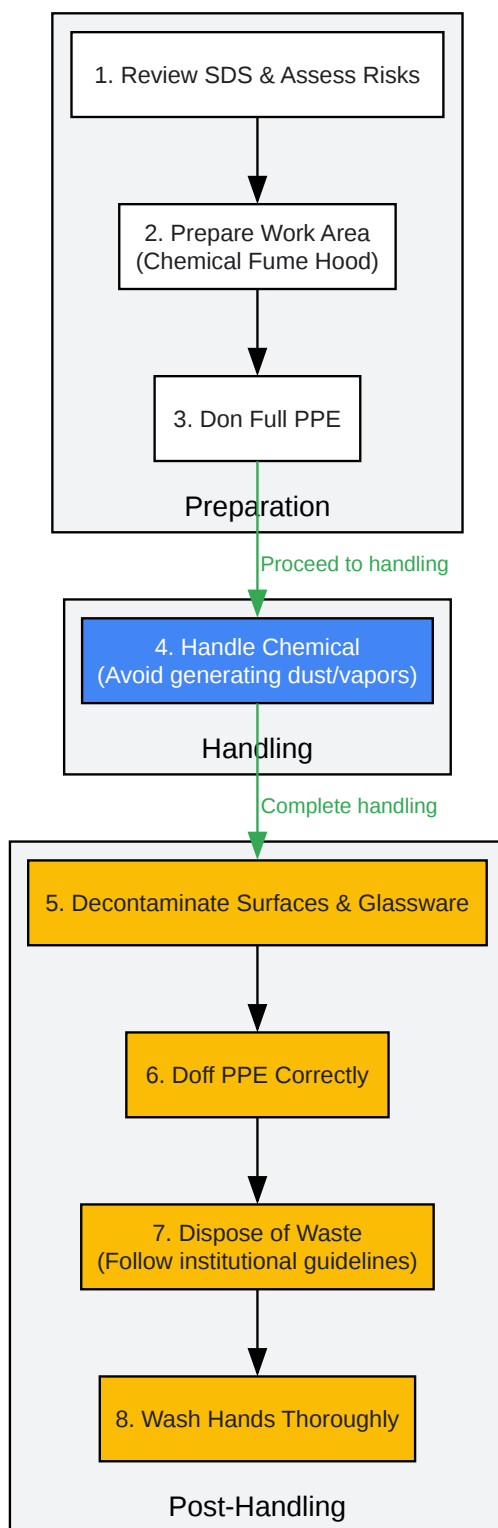 1. Review SDS & Assess Risks
2. Prepare Work Area
(Chemical Fume Hood)
3. Don Full PPE
Preparation
Proceed to handling
4. Handle Chemical
(Avoid generating dust/vapors)
Handling
Complete handling
5. Decontaminate Surfaces & Glassware
6. Doff PPE Correctly
7. Dispose of Waste
(Follow institutional guidelines)
8. Wash Hands Thoroughly
Post-Handling